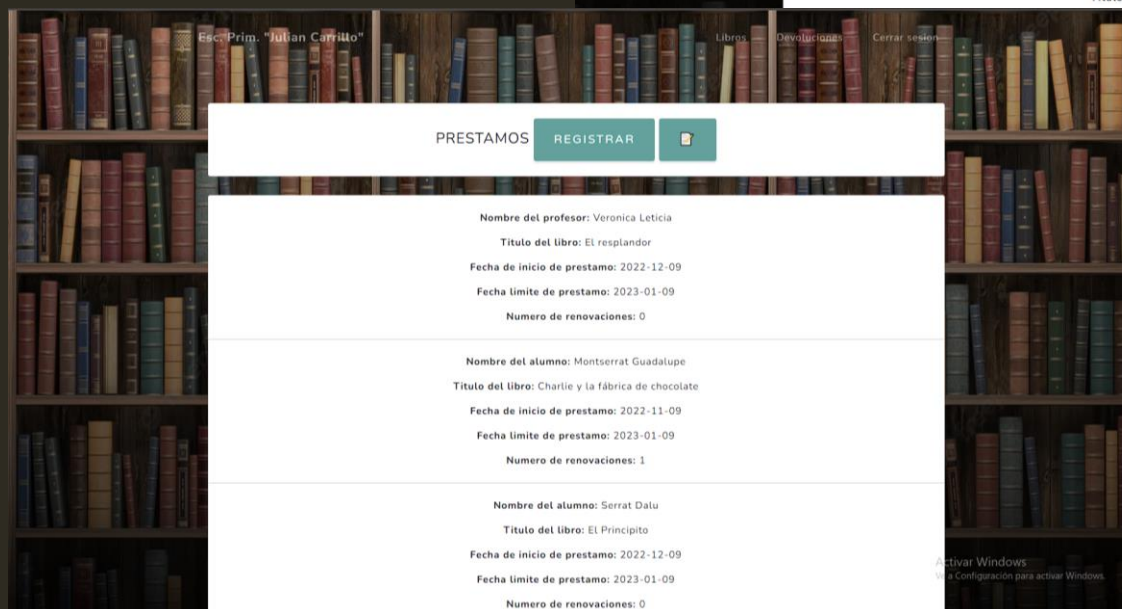 Esc. Prim. "Julian Carrillo"
Libros Devoluciones Cerrar sesion
PRESTAMOS REGISTRAR
Nombre del profesor: Veronica Leticia
Titulo del libro: El resplandor
Fecha de inicio de prestamo: 2022-12-09
Fecha limite de prestamo: 2023-01-09
Numero de renovaciones: 0
Nombre del alumno: Montserrat Guadalupe
Titulo del libro: Charlie y la fábrica de chocolate
Fecha de inicio de prestamo: 2022-11-09
Fecha limite de prestamo: 2023-01-09
Numero de renovaciones: 1
Nombre del alumno: Serrat Dalu
Titulo del libro: El Principito
Fecha de inicio de prestamo: 2022-12-09
Fecha limite de prestamo: 2023-01-09
Numero de renovaciones: 0
Activar Windows
Ve a Configuración para activar Windows.